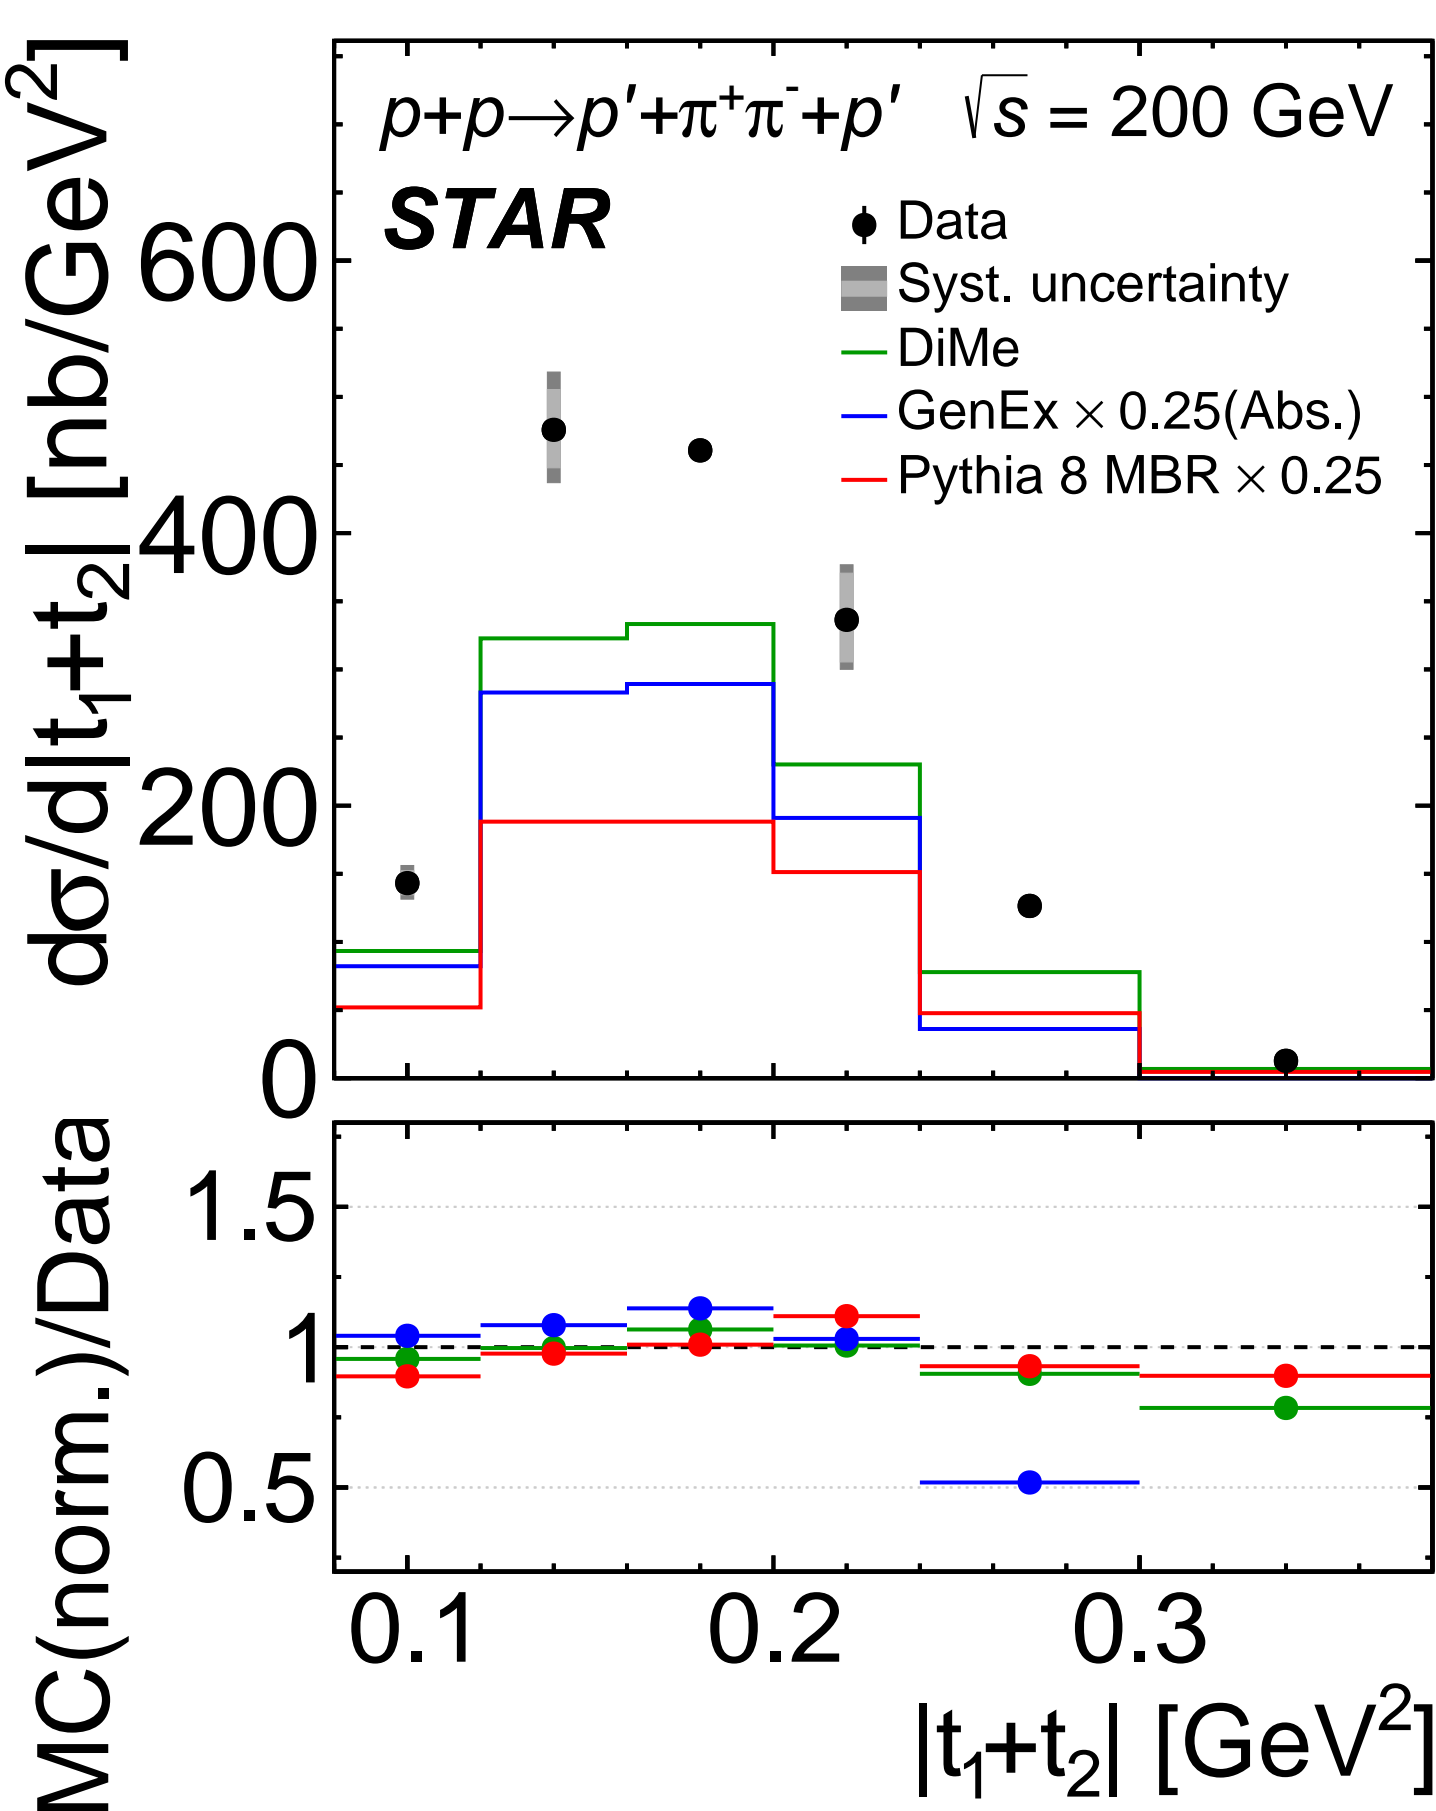 p+p→p′+π⁺π⁻+p′ √s = 200 GeV
STAR
Data
Syst. uncertainty
DiMe
GenEx × 0.25(Abs.)
Pythia 8 MBR × 0.25
dσ/d|t₁+t₂| [nb/GeV²]
600
400
200
0
MC(norm.)/Data
1.5
1
0.5
0.1 0.2 0.3
|t₁+t₂| [GeV²]